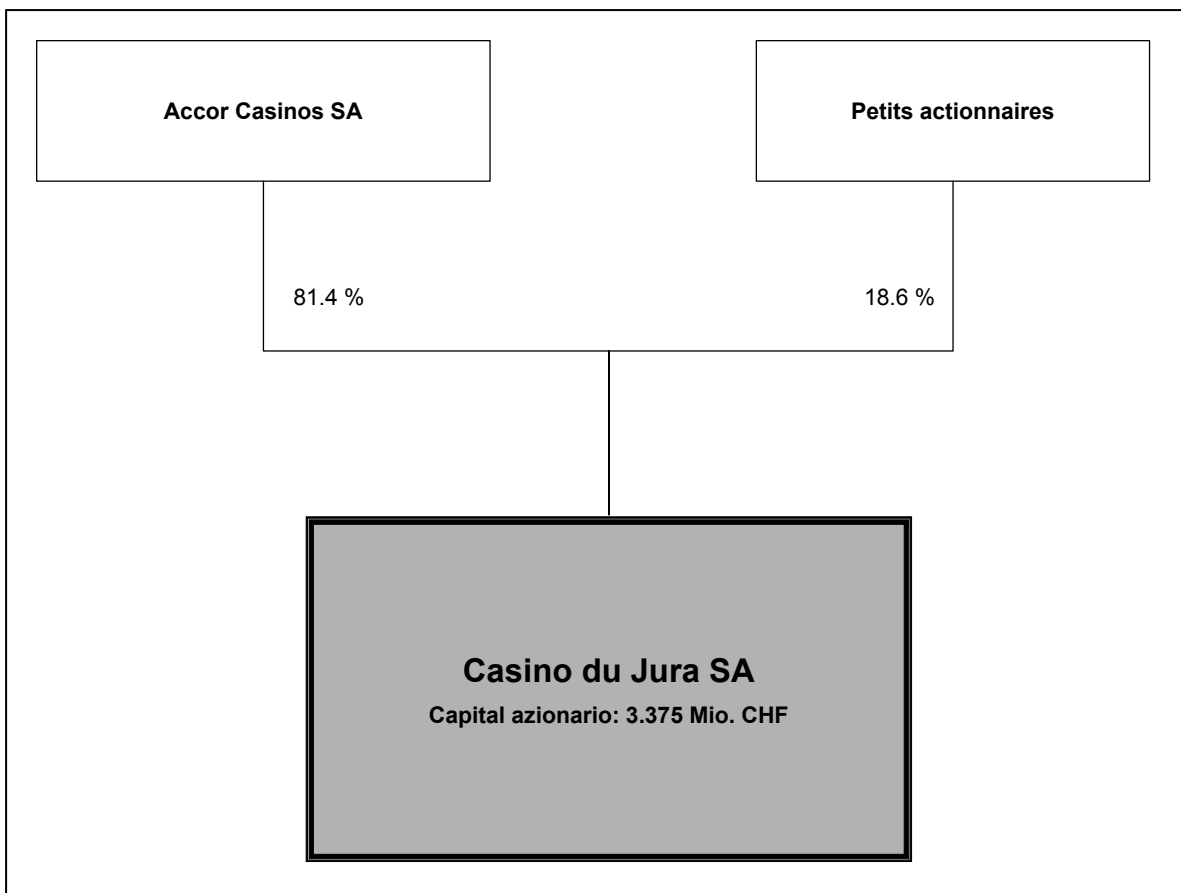 Accor Casinos SA
Petits actionnaires
81.4 %
18.6 %
Casino du Jura SA
Capital azionario: 3.375 Mio. CHF